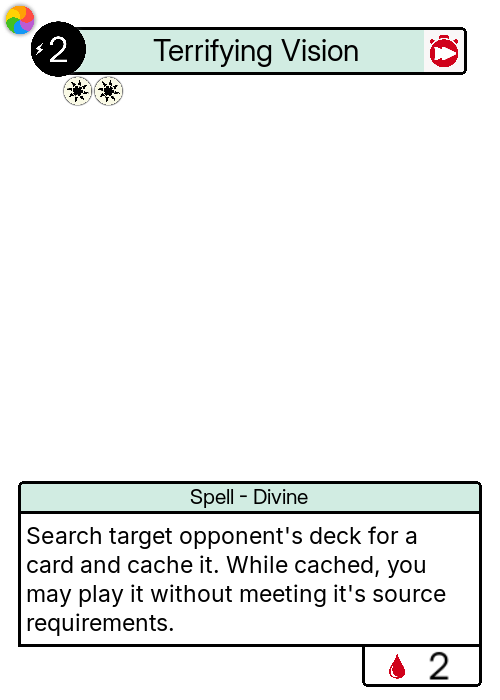 2 Terrifying Vision
Spell - Divine
Search target opponent's deck for a
card and cache it. While cached, you
may play it without meeting it's source
requirements.
2